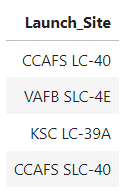 Launch_Site
CCAFS LC-40
VAFB SLC-4E
KSC LC-39A
CCAFS SLC-40